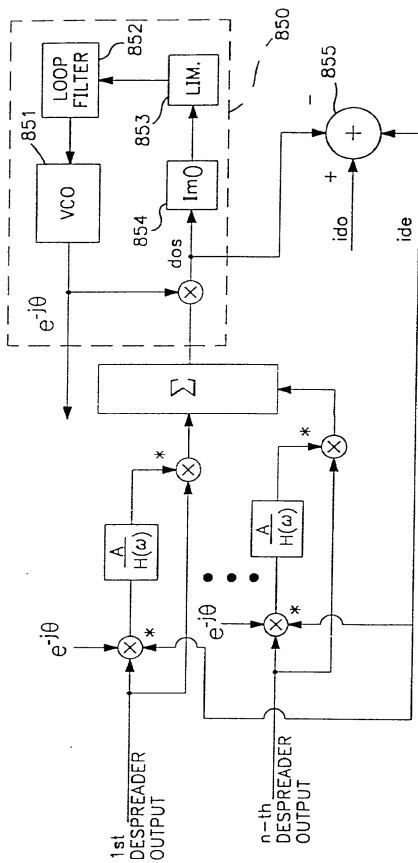 852
LOOP
FILTER
851
VCO
850
LIM.
853
Im()
854
e^-jθ
dos
855
-
+
+
ido
ide
Σ
e^-jθ
A
H(ω)
*
*
1st
DESPREADER
OUTPUT
e^-jθ
A
H(ω)
*
*
n-th
DESPREADER
OUTPUT